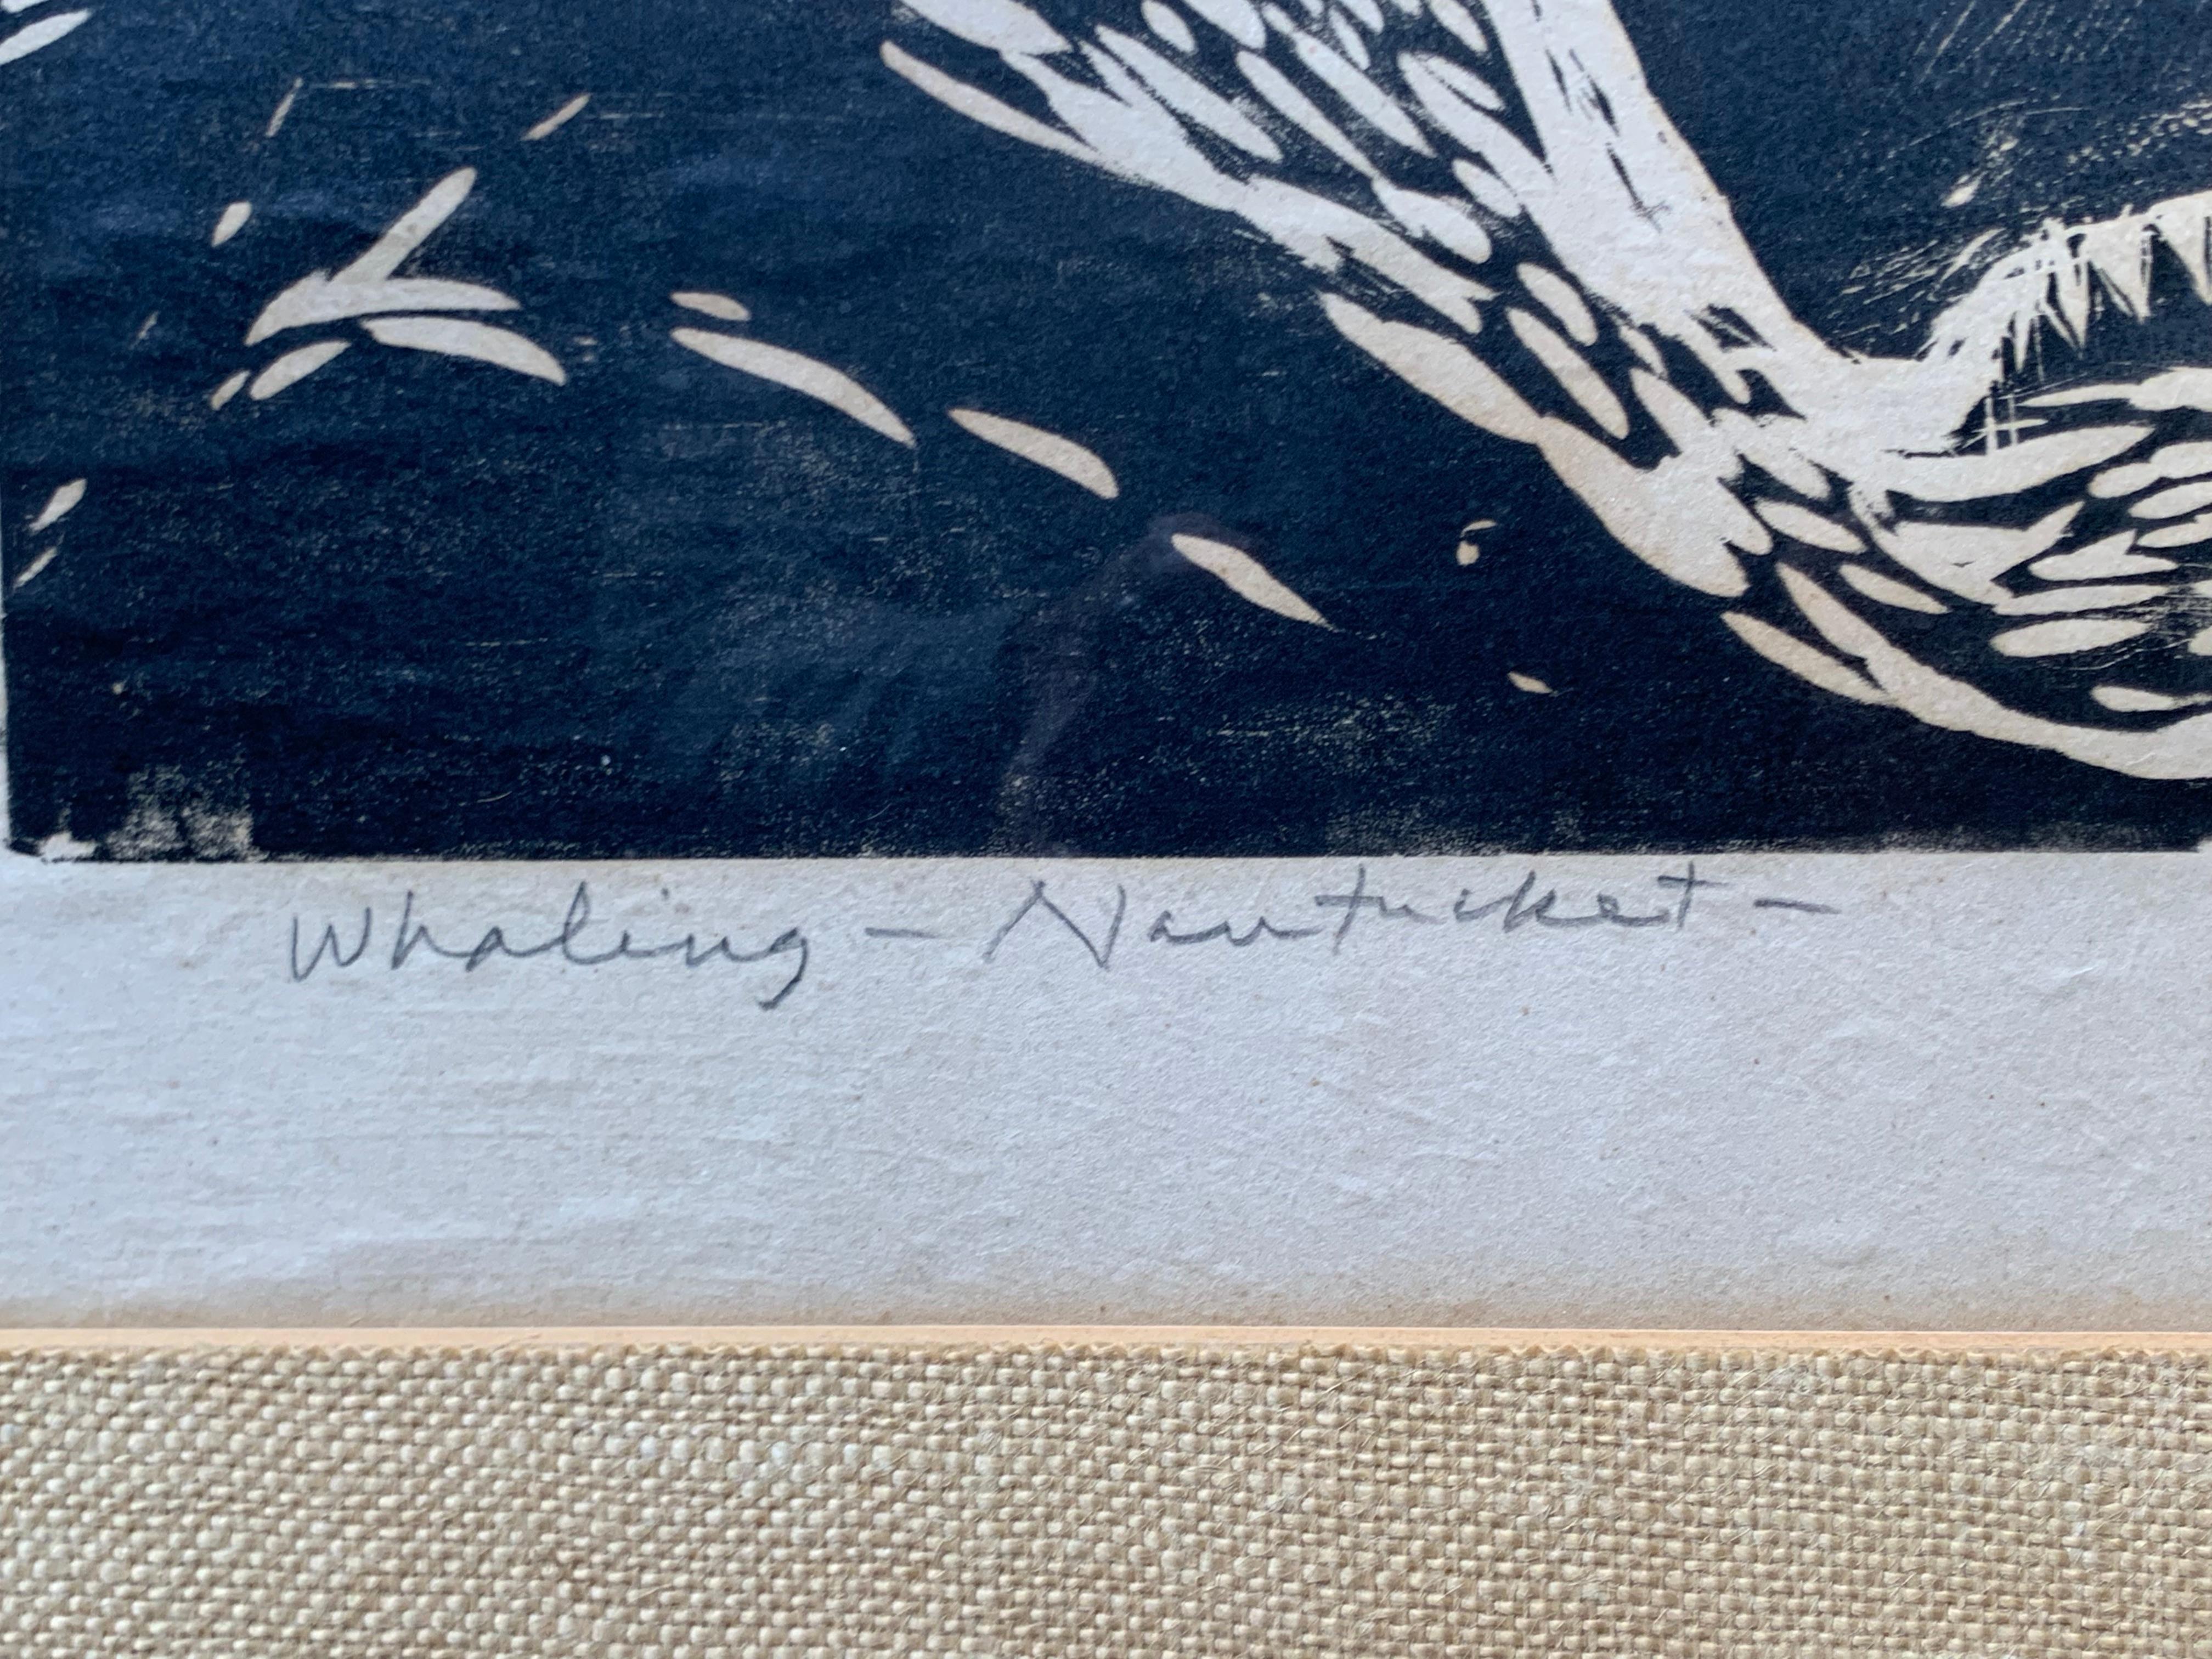 Whaling - Nantucket -